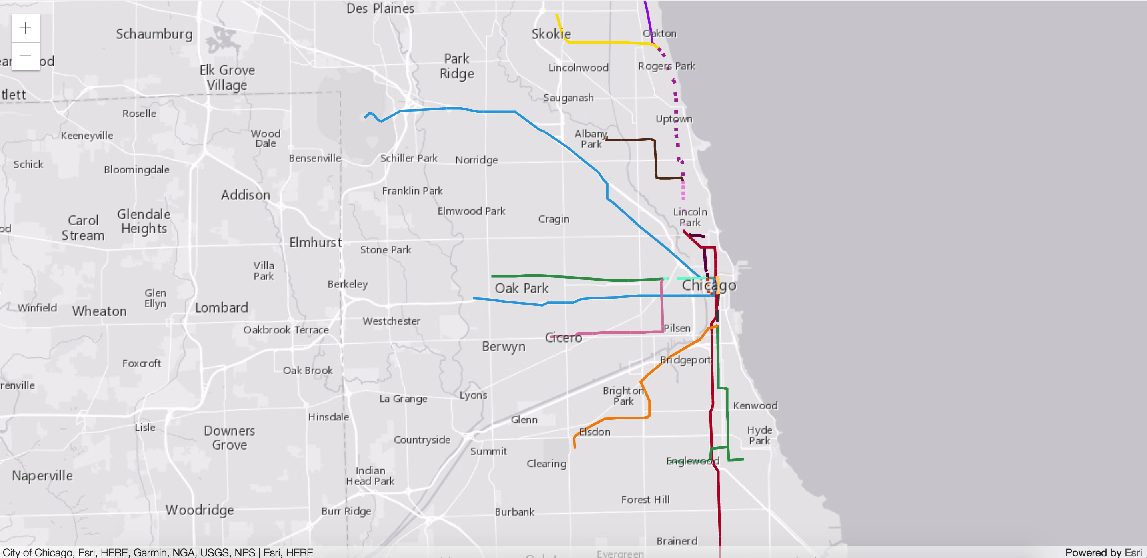 Des Plaines
Schaumburg
Skokie
Oakton
Park
Ridge
Lincolnwood
Rogers Park
Elk Grove
Village
tlett
Sauganash
Roselle
Uptown
Keeneyville
Wood
Dale
Albany
Park
Schick
Bloomingdale
Bensenville
Schiller Park
Norridge
Addison
Franklin Park
Elmwood Park
Cragin
Lincoln
Park
Carol
Stream
Glendale
Heights
Elmhurst
Stone Park
Villa
Park
Berkeley
Oak Park
Chicago
Glen
Ellyn
Winfield
Wheaton
Lombard
Westchester
Oakbrook Terrace
Cicero
Pilsen
Berwyn
Foxcroft
Oak Brook
Bridgeport
renville
La Grange
Lyons
Brighton
Park
Kenwood
Hinsdale
Glenn
Lisle
Downers
Grove
Countryside
Elsdon
Hyde
Park
Summit
Naperville
Indian
Head Park
Clearing
Englewood
Woodridge
Burr Ridge
Burbank
Forest Hill
Brainerd
City of Chicago, Esri, HERE, Garmin, NGA, USGS, NPS | Esri, HERE
Evergreen
Powered by Esri